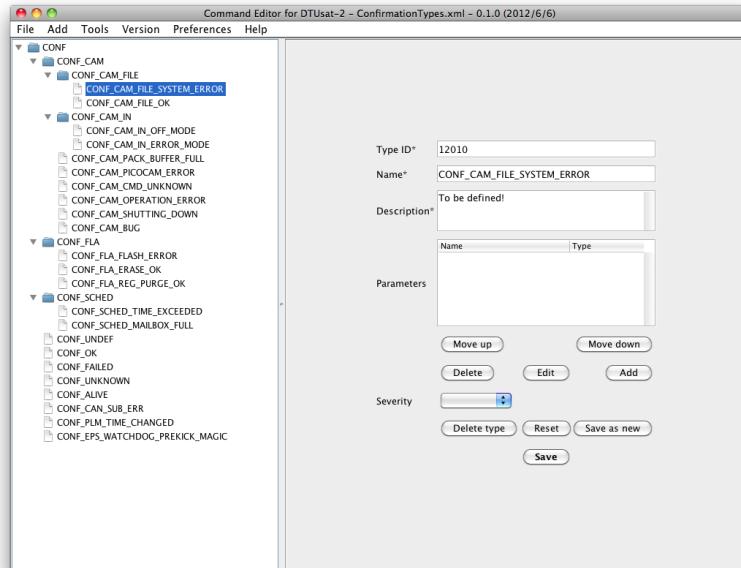 Command Editor for DTUsat-2 - ConfirmationTypes.xml - 0.1.0 (2012/6/6)
File Add Tools Version Preferences Help
CONF
CONF_CAM
CONF_CAM_FILE
CONF_CAM_FILE_SYSTEM_ERROR
CONF_CAM_FILE_OK
CONF_CAM_IN
CONF_CAM_IN_OFF_MODE
CONF_CAM_IN_ERROR_MODE
CONF_CAM_PACK_BUFFER_FULL
CONF_CAM_PICOCAM_ERROR
CONF_CAM_CMD_UNKNOWN
CONF_CAM_OPERATION_ERROR
CONF_CAM_SHUTTING_DOWN
CONF_CAM_BUG
CONF_FLA
CONF_FLA_FLASH_ERROR
CONF_FLA_ERASE_OK
CONF_FLA_REG_PURGE_OK
CONF_SCHED
CONF_SCHED_TIME_EXCEEDED
CONF_SCHED_MAILBOX_FULL
CONF_UNDEF
CONF_OK
CONF_FAILED
CONF_UNKNOWN
CONF_ALIVE
CONF_CAN_SUB_ERR
CONF_PLM_TIME_CHANGED
CONF_EPS_WATCHDOG_PREKICK_MAGIC
Type ID* 12010
Name* CONF_CAM_FILE_SYSTEM_ERROR
Description* To be defined!
Name Type
Parameters
Move up Move down
Delete Edit Add
Severity
Delete type Reset Save as new
Save